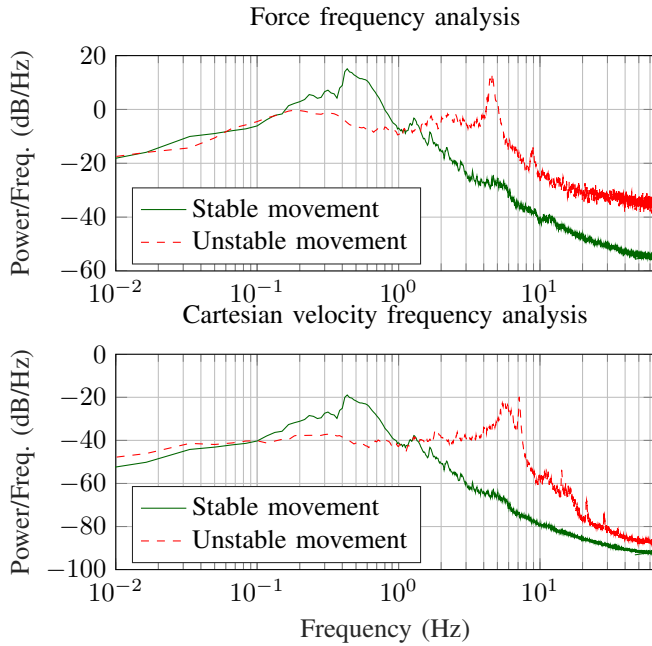 Force frequency analysis
Power/Freq. (dB/Hz)
20
0
−20
−40
−60
Stable movement
Unstable movement
10−2 10−1 100 101
Cartesian velocity frequency analysis
Power/Freq. (dB/Hz)
0
−20
−40
−60
−80
−100
Stable movement
Unstable movement
10−2 10−1 100 101
Frequency (Hz)